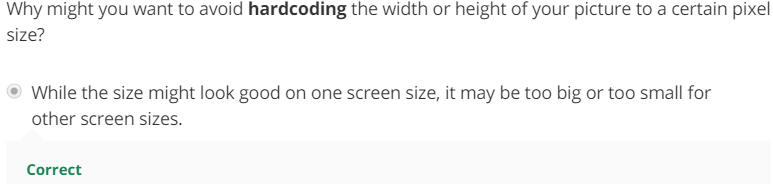 Why might you want to avoid hardcoding the width or height of your picture to a certain pixel
size?
While the size might look good on one screen size, it may be too big or too small for
other screen sizes.
Correct